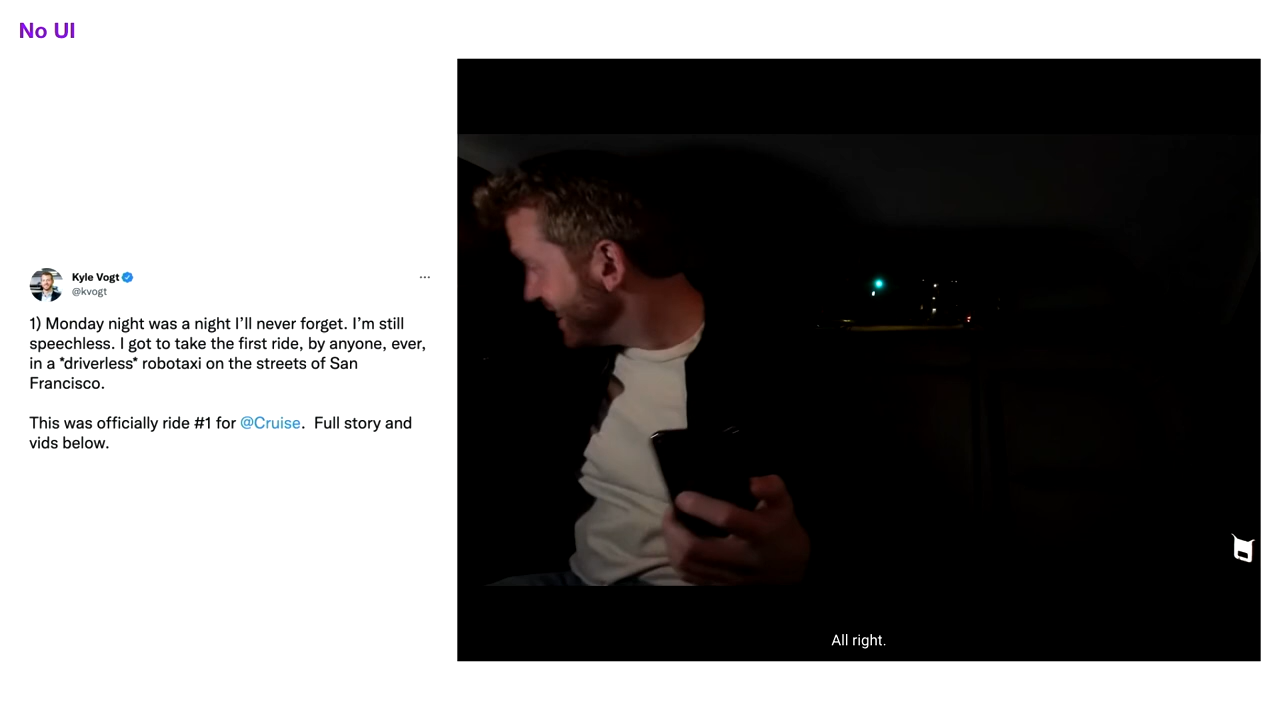 No UI
Kyle Vogt
@kvogt
1) Monday night was a night I’ll never forget. I’m still
speechless. I got to take the first ride, by anyone, ever,
in a *driverless* robotaxi on the streets of San
Francisco.
This was officially ride #1 for @Cruise.  Full story and
vids below.
All right.